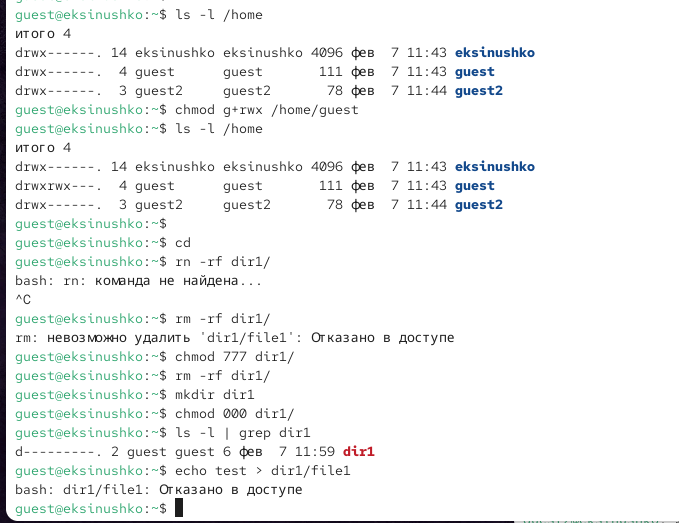 guest@eksinushko:~$ ls -l /home
итого 4
drwx------. 14 eksinushko eksinushko 4096 фев  7 11:43 eksinushko
drwx------.  4 guest      guest       111 фев  7 11:43 guest
drwx------.  3 guest2     guest2       78 фев  7 11:44 guest2
guest@eksinushko:~$ chmod g+rwx /home/guest
guest@eksinushko:~$ ls -l /home
итого 4
drwx------. 14 eksinushko eksinushko 4096 фев  7 11:43 eksinushko
drwxrwx---.  4 guest      guest       111 фев  7 11:43 guest
drwx------.  3 guest2     guest2       78 фев  7 11:44 guest2
guest@eksinushko:~$
guest@eksinushko:~$ cd
guest@eksinushko:~$ rn -rf dir1/
bash: rn: команда не найдена...
^C
guest@eksinushko:~$ rm -rf dir1/
rm: невозможно удалить 'dir1/file1': Отказано в доступе
guest@eksinushko:~$ chmod 777 dir1/
guest@eksinushko:~$ rm -rf dir1/
guest@eksinushko:~$ mkdir dir1
guest@eksinushko:~$ chmod 000 dir1/
guest@eksinushko:~$ ls -l | grep dir1
d---------. 2 guest guest 6 фев  7 11:59 dir1
guest@eksinushko:~$ echo test > dir1/file1
bash: dir1/file1: Отказано в доступе
guest@eksinushko:~$